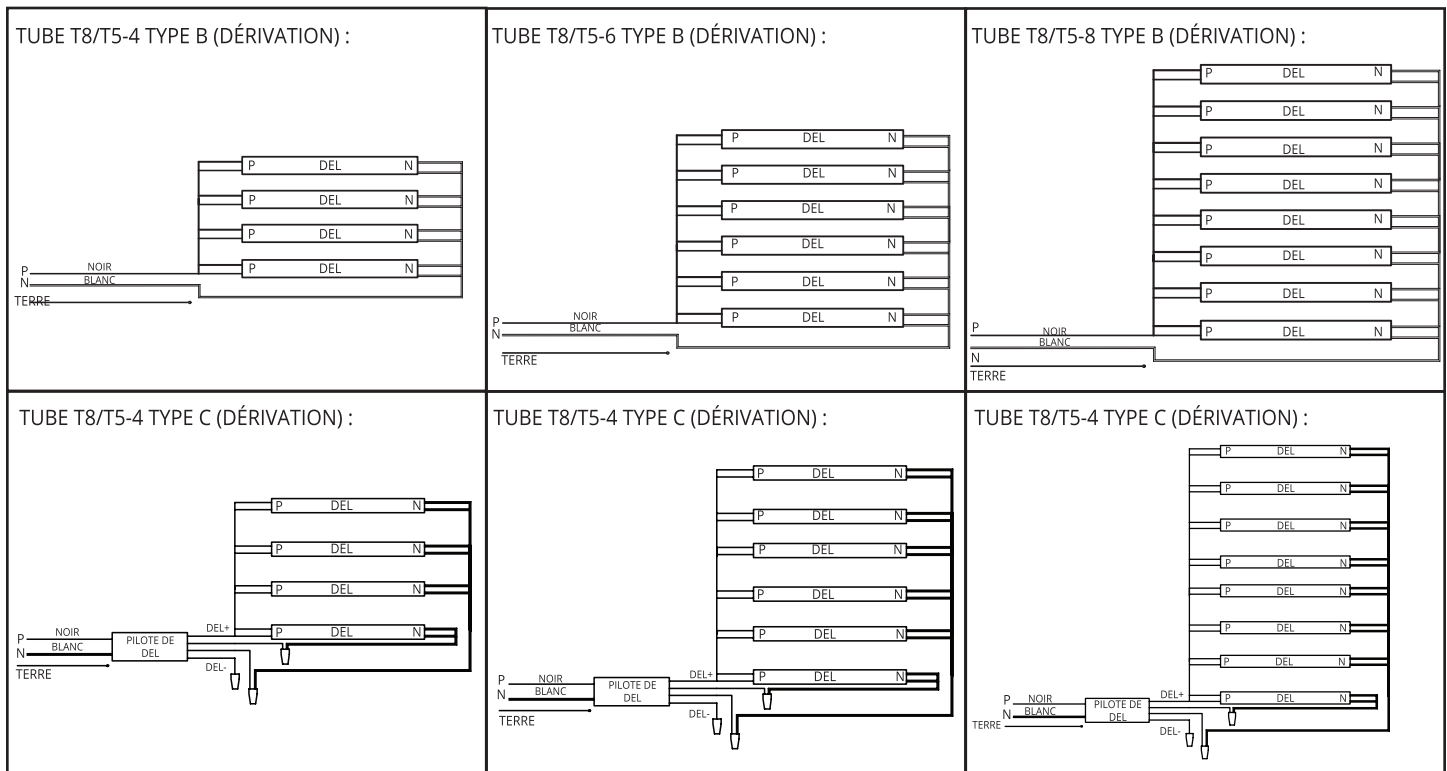 TUBE T8/T5-4 TYPE B (DÉRIVATION) :
P DEL N
P DEL N
P DEL N
P DEL N
P NOIR
N BLANC
TERRE
TUBE T8/T5-6 TYPE B (DÉRIVATION) :
P DEL N
P DEL N
P DEL N
P DEL N
P DEL N
P DEL N
P NOIR
N BLANC
TERRE
TUBE T8/T5-8 TYPE B (DÉRIVATION) :
P DEL N
P DEL N
P DEL N
P DEL N
P DEL N
P DEL N
P DEL N
P DEL N
P NOIR
BLANC
N
TERRE
TUBE T8/T5-4 TYPE C (DÉRIVATION) :
P DEL N
P DEL N
P DEL N
DEL+ P DEL N
P NOIR PILOTE DE
N BLANC DEL
TERRE DEL-
TUBE T8/T5-4 TYPE C (DÉRIVATION) :
P DEL N
P DEL N
P DEL N
P DEL N
P DEL N
DEL+ P DEL N
P NOIR PILOTE DE
N BLANC DEL
TERRE DEL-
TUBE T8/T5-4 TYPE C (DÉRIVATION) :
P DEL N
P DEL N
P DEL N
P DEL N
P DEL N
P DEL N
P DEL N
DEL+ P DEL N
P NOIR PILOTE DE
N BLANC DEL
TERRE DEL-